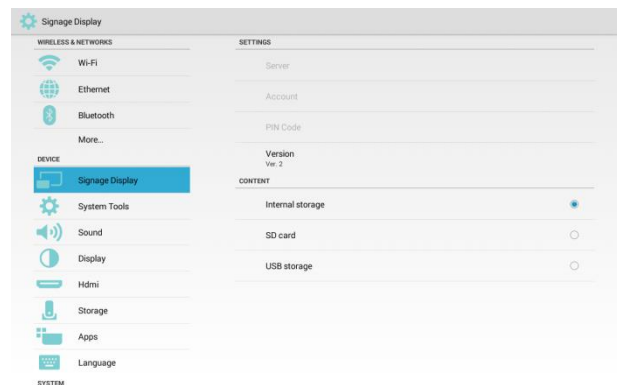 Signage Display
WIRELESS & NETWORKS
Wi-Fi
Ethernet
Bluetooth
More...
DEVICE
Signage Display
System Tools
Sound
Display
Hdmi
Storage
Apps
Language
SYSTEM
SETTINGS
Server
Account
PIN Code
Version
Ver. 2
CONTENT
Internal storage
SD card
USB storage